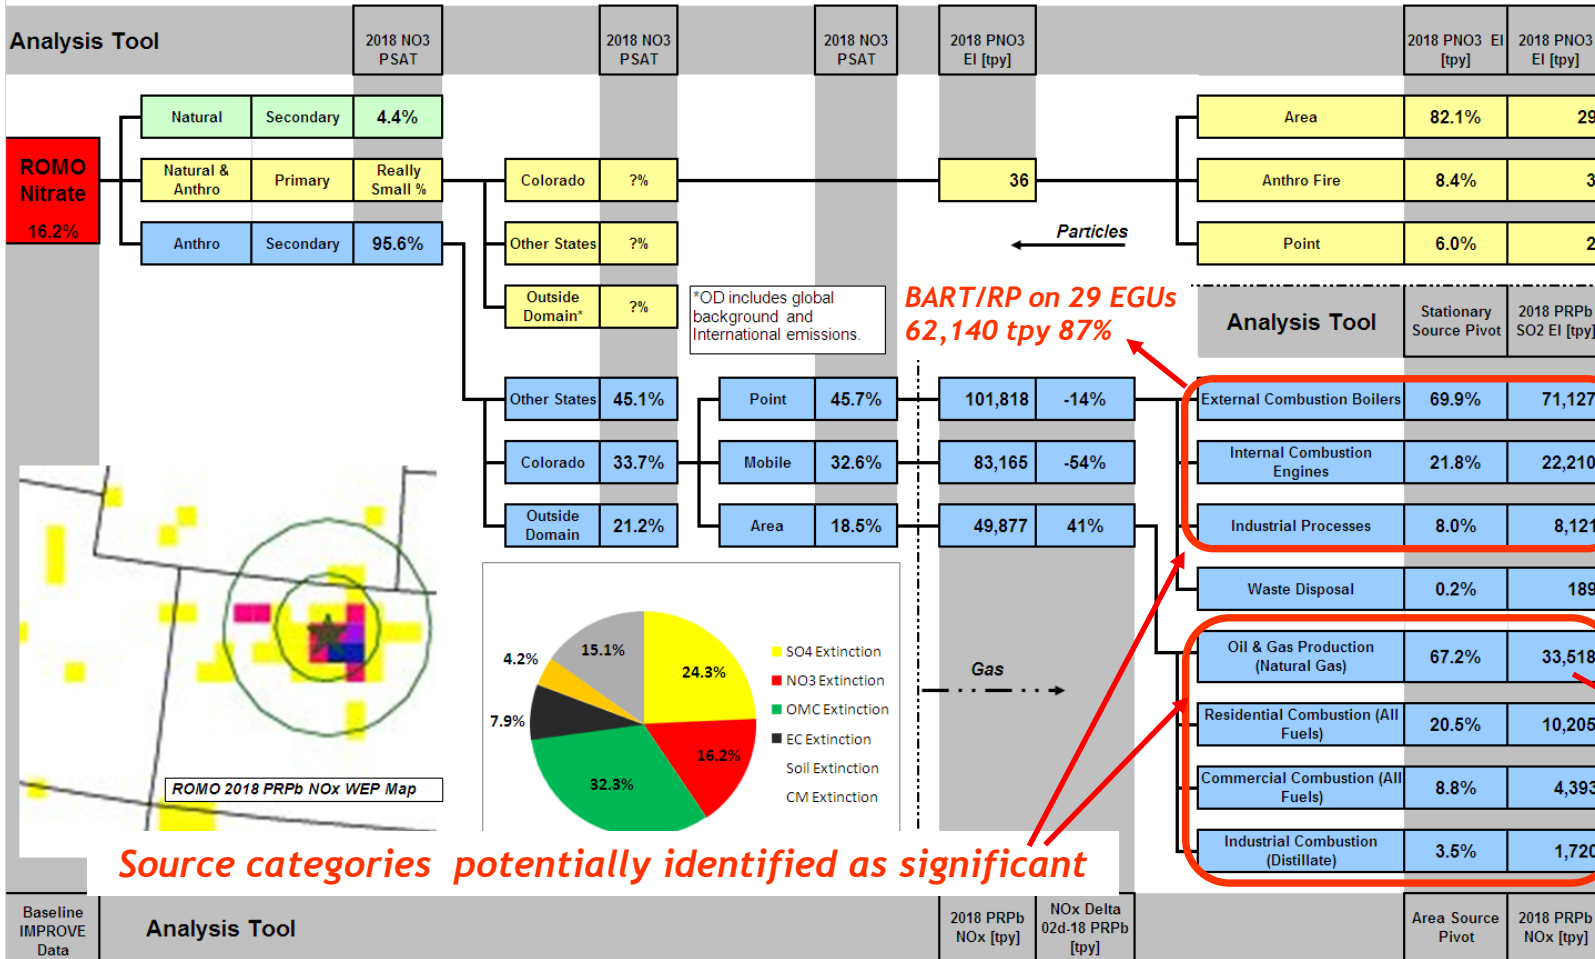 Analysis Tool
2018 NO3
PSAT
2018 NO3
PSAT
2018 NO3
PSAT
2018 PNO3
EI [tpy]
2018 PNO3 EI
[tpy]
2018 PNO3
EI [tpy]
Natural
Secondary
4.4%
Area
82.1%
29
ROMO
Nitrate
16.2%
Natural &
Anthro
Primary
Really
Small %
Colorado
?%
36
Anthro Fire
8.4%
3
Anthro
Secondary
95.6%
Other States
?%
Particles
Point
6.0%
2
Outside
Domain*
?%
*OD includes global
background and
International emissions.
BART/RP on 29 EGUs
62,140 tpy 87%
Analysis Tool
Stationary
Source Pivot
2018 PRPb
SO2 EI [tpy]
Other States
45.1%
Point
45.7%
101,818
-14%
External Combustion Boilers
69.9%
71,127
Colorado
33.7%
Mobile
32.6%
83,165
-54%
Internal Combustion
Engines
21.8%
22,210
Outside
Domain
21.2%
Area
18.5%
49,877
41%
Industrial Processes
8.0%
8,121
Waste Disposal
0.2%
189
Oil & Gas Production
(Natural Gas)
67.2%
33,518
Residential Combustion (All
Fuels)
20.5%
10,205
Commercial Combustion (All
Fuels)
8.8%
4,393
Industrial Combustion
(Distillate)
3.5%
1,720
Gas
15.1%
4.2%
24.3%
7.9%
16.2%
32.3%
SO4 Extinction
NO3 Extinction
OMC Extinction
EC Extinction
Soil Extinction
CM Extinction
ROMO 2018 PRPb NOx WEP Map
Source categories potentially identified as significant
Baseline
IMPROVE
Data
Analysis Tool
2018 PRPb
NOx [tpy]
NOx Delta
02d-18 PRPb
[tpy]
Area Source
Pivot
2018 PRPb
NOx [tpy]